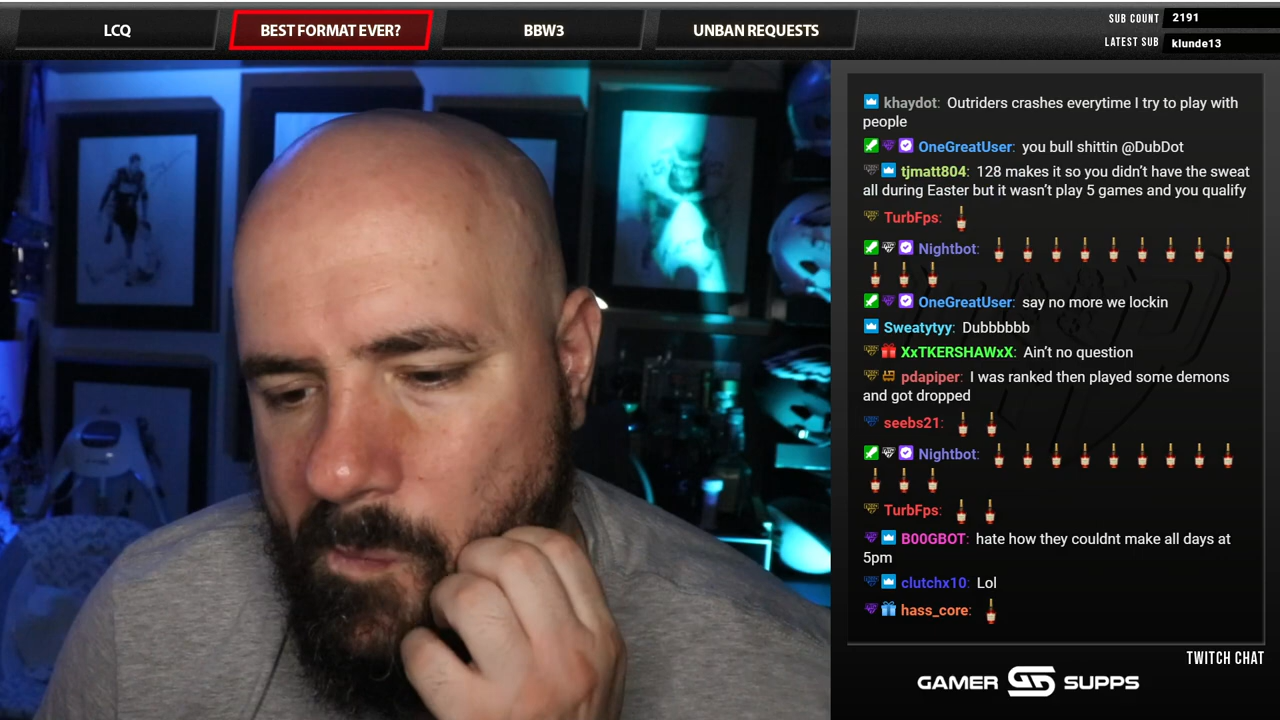 LCQ
BEST FORMAT EVER?
BBW3
UNBAN REQUESTS
SUB COUNT 2191
LATEST SUB klunde13
khaydot: Outriders crashes everytime I try to play with
people
OneGreatUser: you bull shittin @DubDot
tjmatt804: 128 makes it so you didn't have the sweat
all during Easter but it wasn't play 5 games and you qualify
TurbFps:
Nightbot:
OneGreatUser: say no more we lockin
Sweatytyy: Dubbbbbb
XxTKERSHAWxX: Ain't no question
pdapiper: I was ranked then played some demons
and got dropped
seebs21:
Nightbot:
TurbFps:
B00GBOT: hate how they couldnt make all days at
5pm
clutchx10: Lol
hass_core:
TWITCH CHAT
GAMER SUPPS